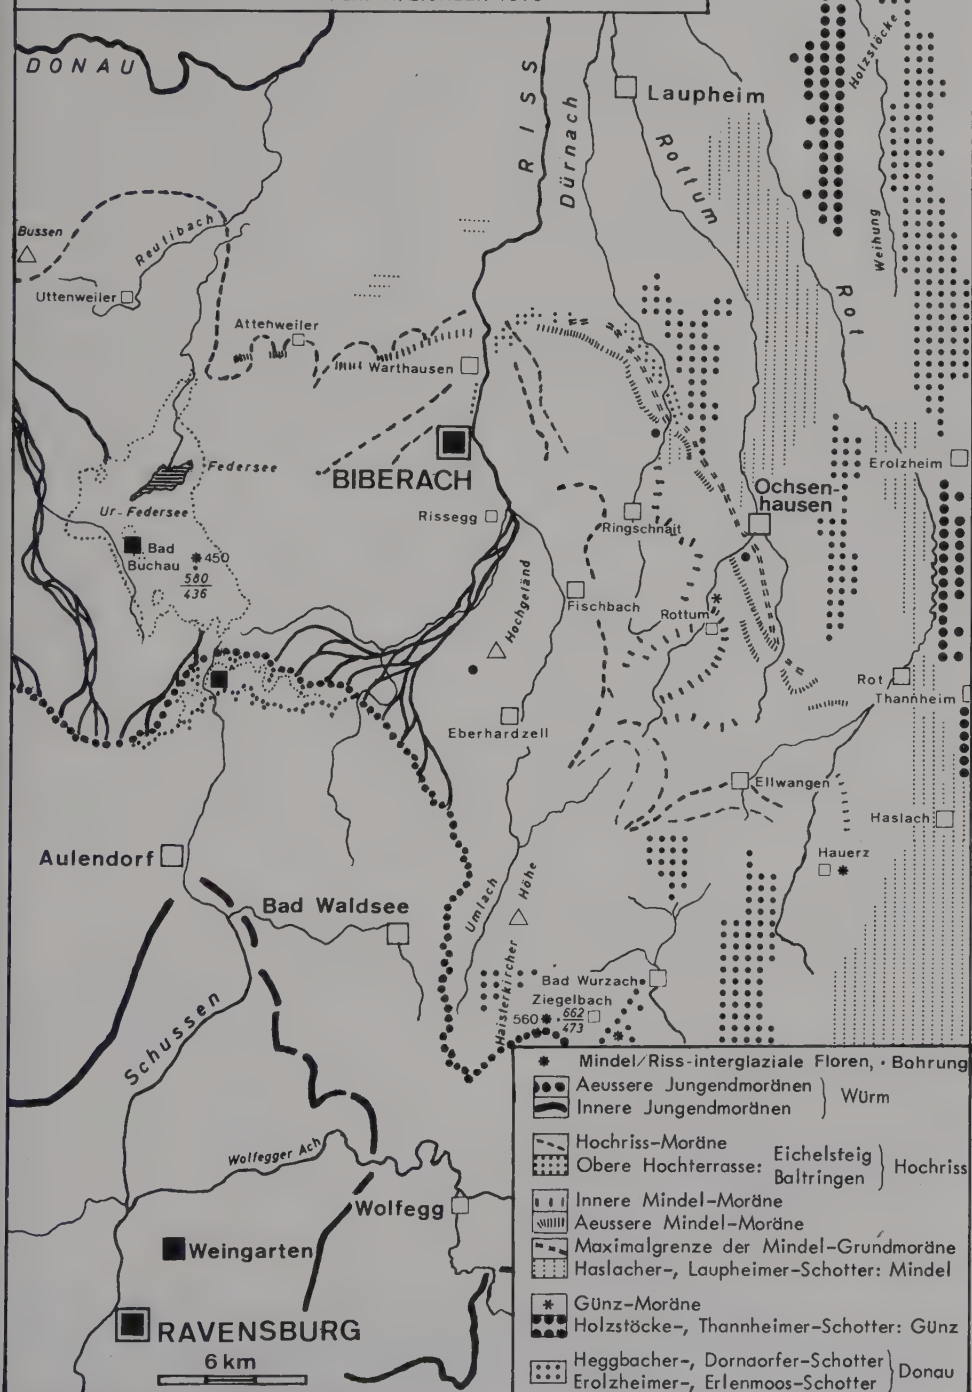 DONAU
RISS
Dürnach
Laupheim
Rottum
Holzstöcke
Weihung
Rot
Bussen
Reutibach
Uttenweiler
Attenweiler
Warthausen
BIBERACH
Federsee
Ur-Federsee
Bad
Buchau
450
580
436
Rissegg
Ringschnait
Ochsen-
hausen
Erolzheim
Hochgeländ
Fischbach
Rottum
Rot
Thannheim
Eberhardzell
Ellwangen
Haslach
Hauerz
Aulendorf
Bad Waldsee
Umlach
Haisterkircher Höhe
Bad Wurzach
Ziegelbach
560
662
473
Schussen
Wolfegger Ach
Wolfegg
Weingarten
RAVENSBURG
6 km
Mindel/Riss-interglaziale Floren, · Bohrung
Aeussere Jungendmoränen
Innere Jungendmoränen
Würm
Hochriss-Moräne
Obere Hochterrasse: Eichelsteig
Baltringen
Hochriss
Innere Mindel-Moräne
Aeussere Mindel-Moräne
Maximalgrenze der Mindel-Grundmoräne
Haslacher-, Laupheimer-Schotter: Mindel
Günz-Moräne
Holzstöcke-, Thannheimer-Schotter: Günz
Heggbacher-, Dornaorfer-Schotter
Erolzheimer-, Erlenmoos-Schotter
Donau